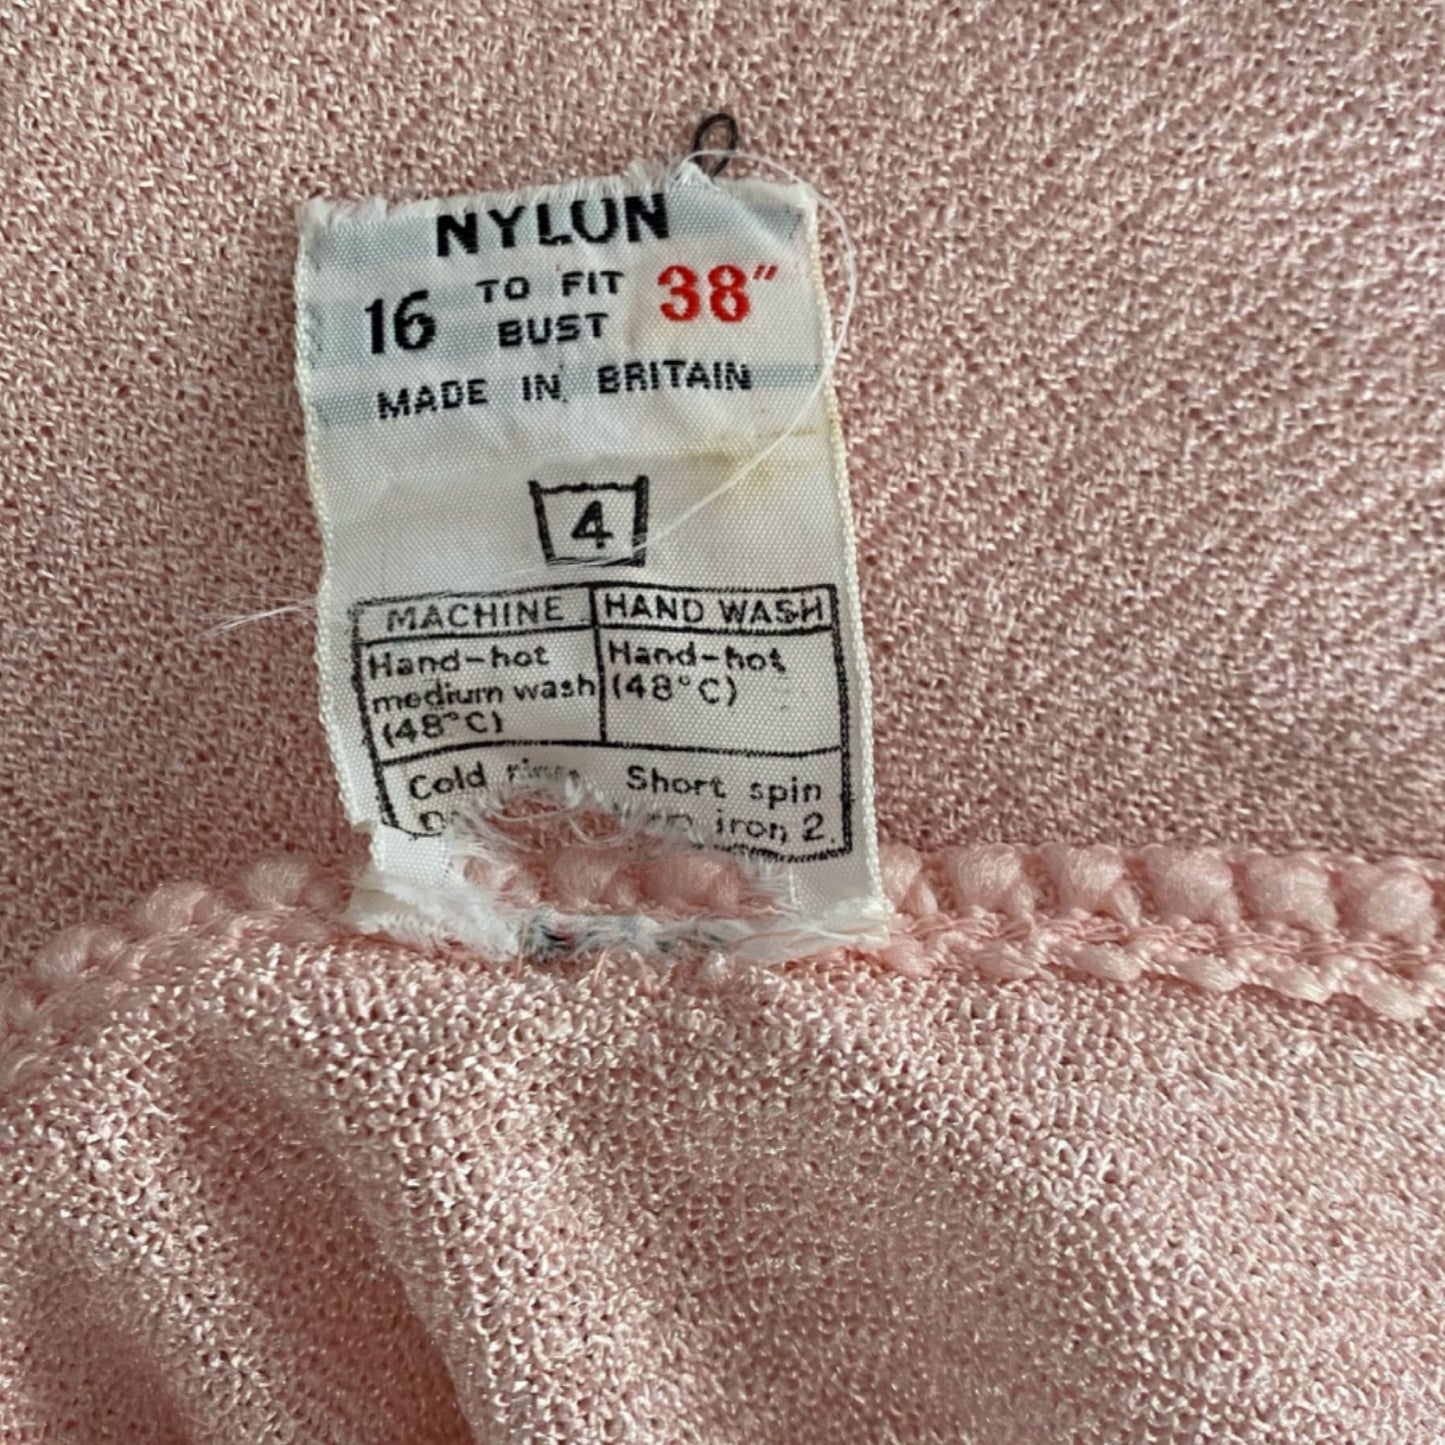 NYLON
16 TO FIT BUST 38"
MADE IN BRITAIN
4
MACHINE HAND WASH
Hand-hot Hand-hot
medium wash (48°C)
(48°C)
Cold Short spin
iron 2.